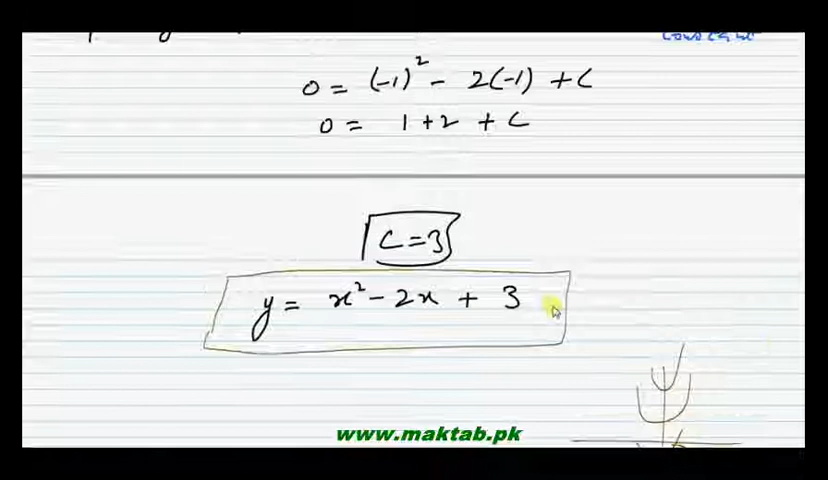 0 = (-1)² - 2(-1) + C
0 = 1 + 2 + C
C = 3
y = x² - 2x + 3
www.maktab.pk